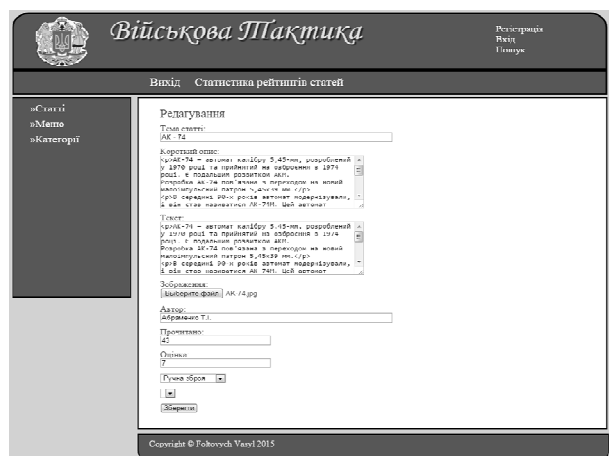 Військова Тактика
Регістрація
Вхід
Пошук
Вихід Статистика рейтингів статей
»Статті
»Меню
»Категорії
Редагування
Тема статті:
АК - 74
Короткий опис:
<p>АК-74 – автомат калібру 5,45-мм, розроблений
у 1970 році та прийнятий на озброєння в 1974
році. Є подальшим розвитком АКМ.
Розробка АК-74 пов'язана з переходом на новий
малоімпульсний патрон 5,45х39 мм.</p>
<p>В середині 90-х років автомат модернізували,
і він став називатися АК-74М. Цей автомат
Текст:
<p>АК-74 – автомат калібру 5,45-мм, розроблений
у 1970 році та прийнятий на озброєння в 1974
році. Є подальшим розвитком АКМ.
Розробка АК-74 пов'язана з переходом на новий
малоімпульсний патрон 5,45х39 мм.</p>
<p>В середині 90-х років автомат модернізували,
і він став називатися АК-74М. Цей автомат
Зображення:
Выберите файл АК-74.jpg
Автор:
Абраменко Т.І.
Прочитано:
43
Оцінка
7
Ручна зброя
Зберегти
Copyright © Foltovych Vasyl 2015